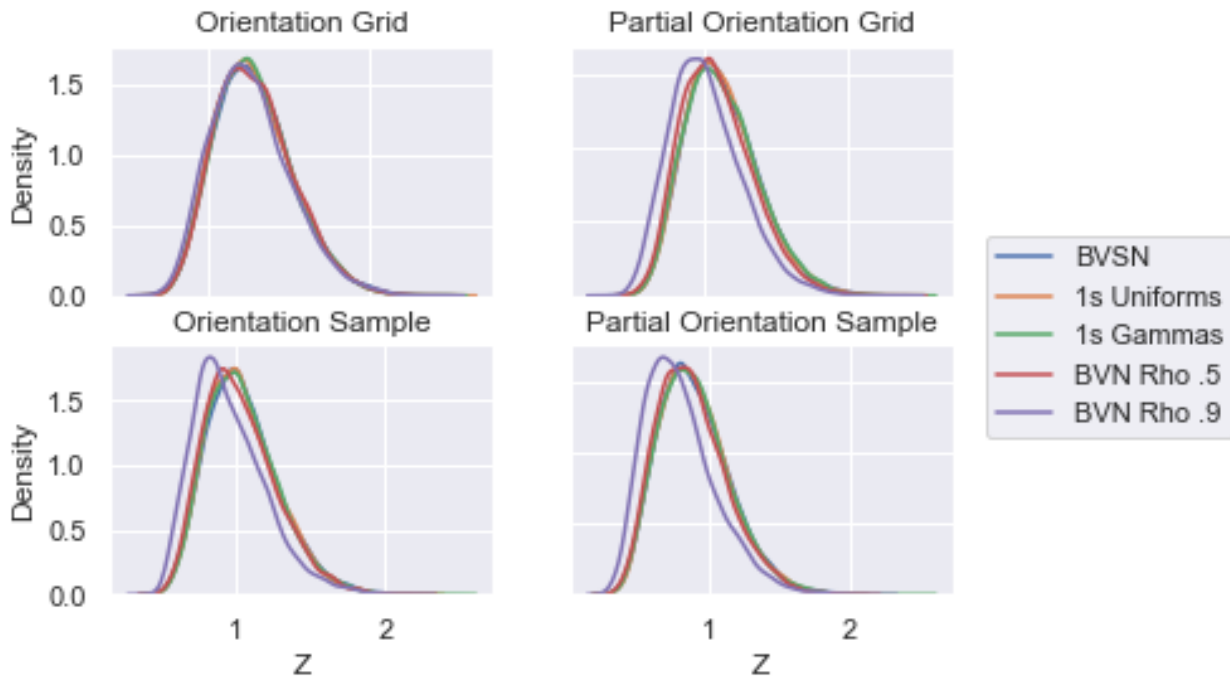 Orientation Grid
Partial Orientation Grid
Density
1.5
1.0
0.5
0.0
Orientation Sample
Partial Orientation Sample
Density
1.5
1.0
0.5
0.0
1
2
Z
1
2
Z
BVSN
1s Uniforms
1s Gammas
BVN Rho .5
BVN Rho .9